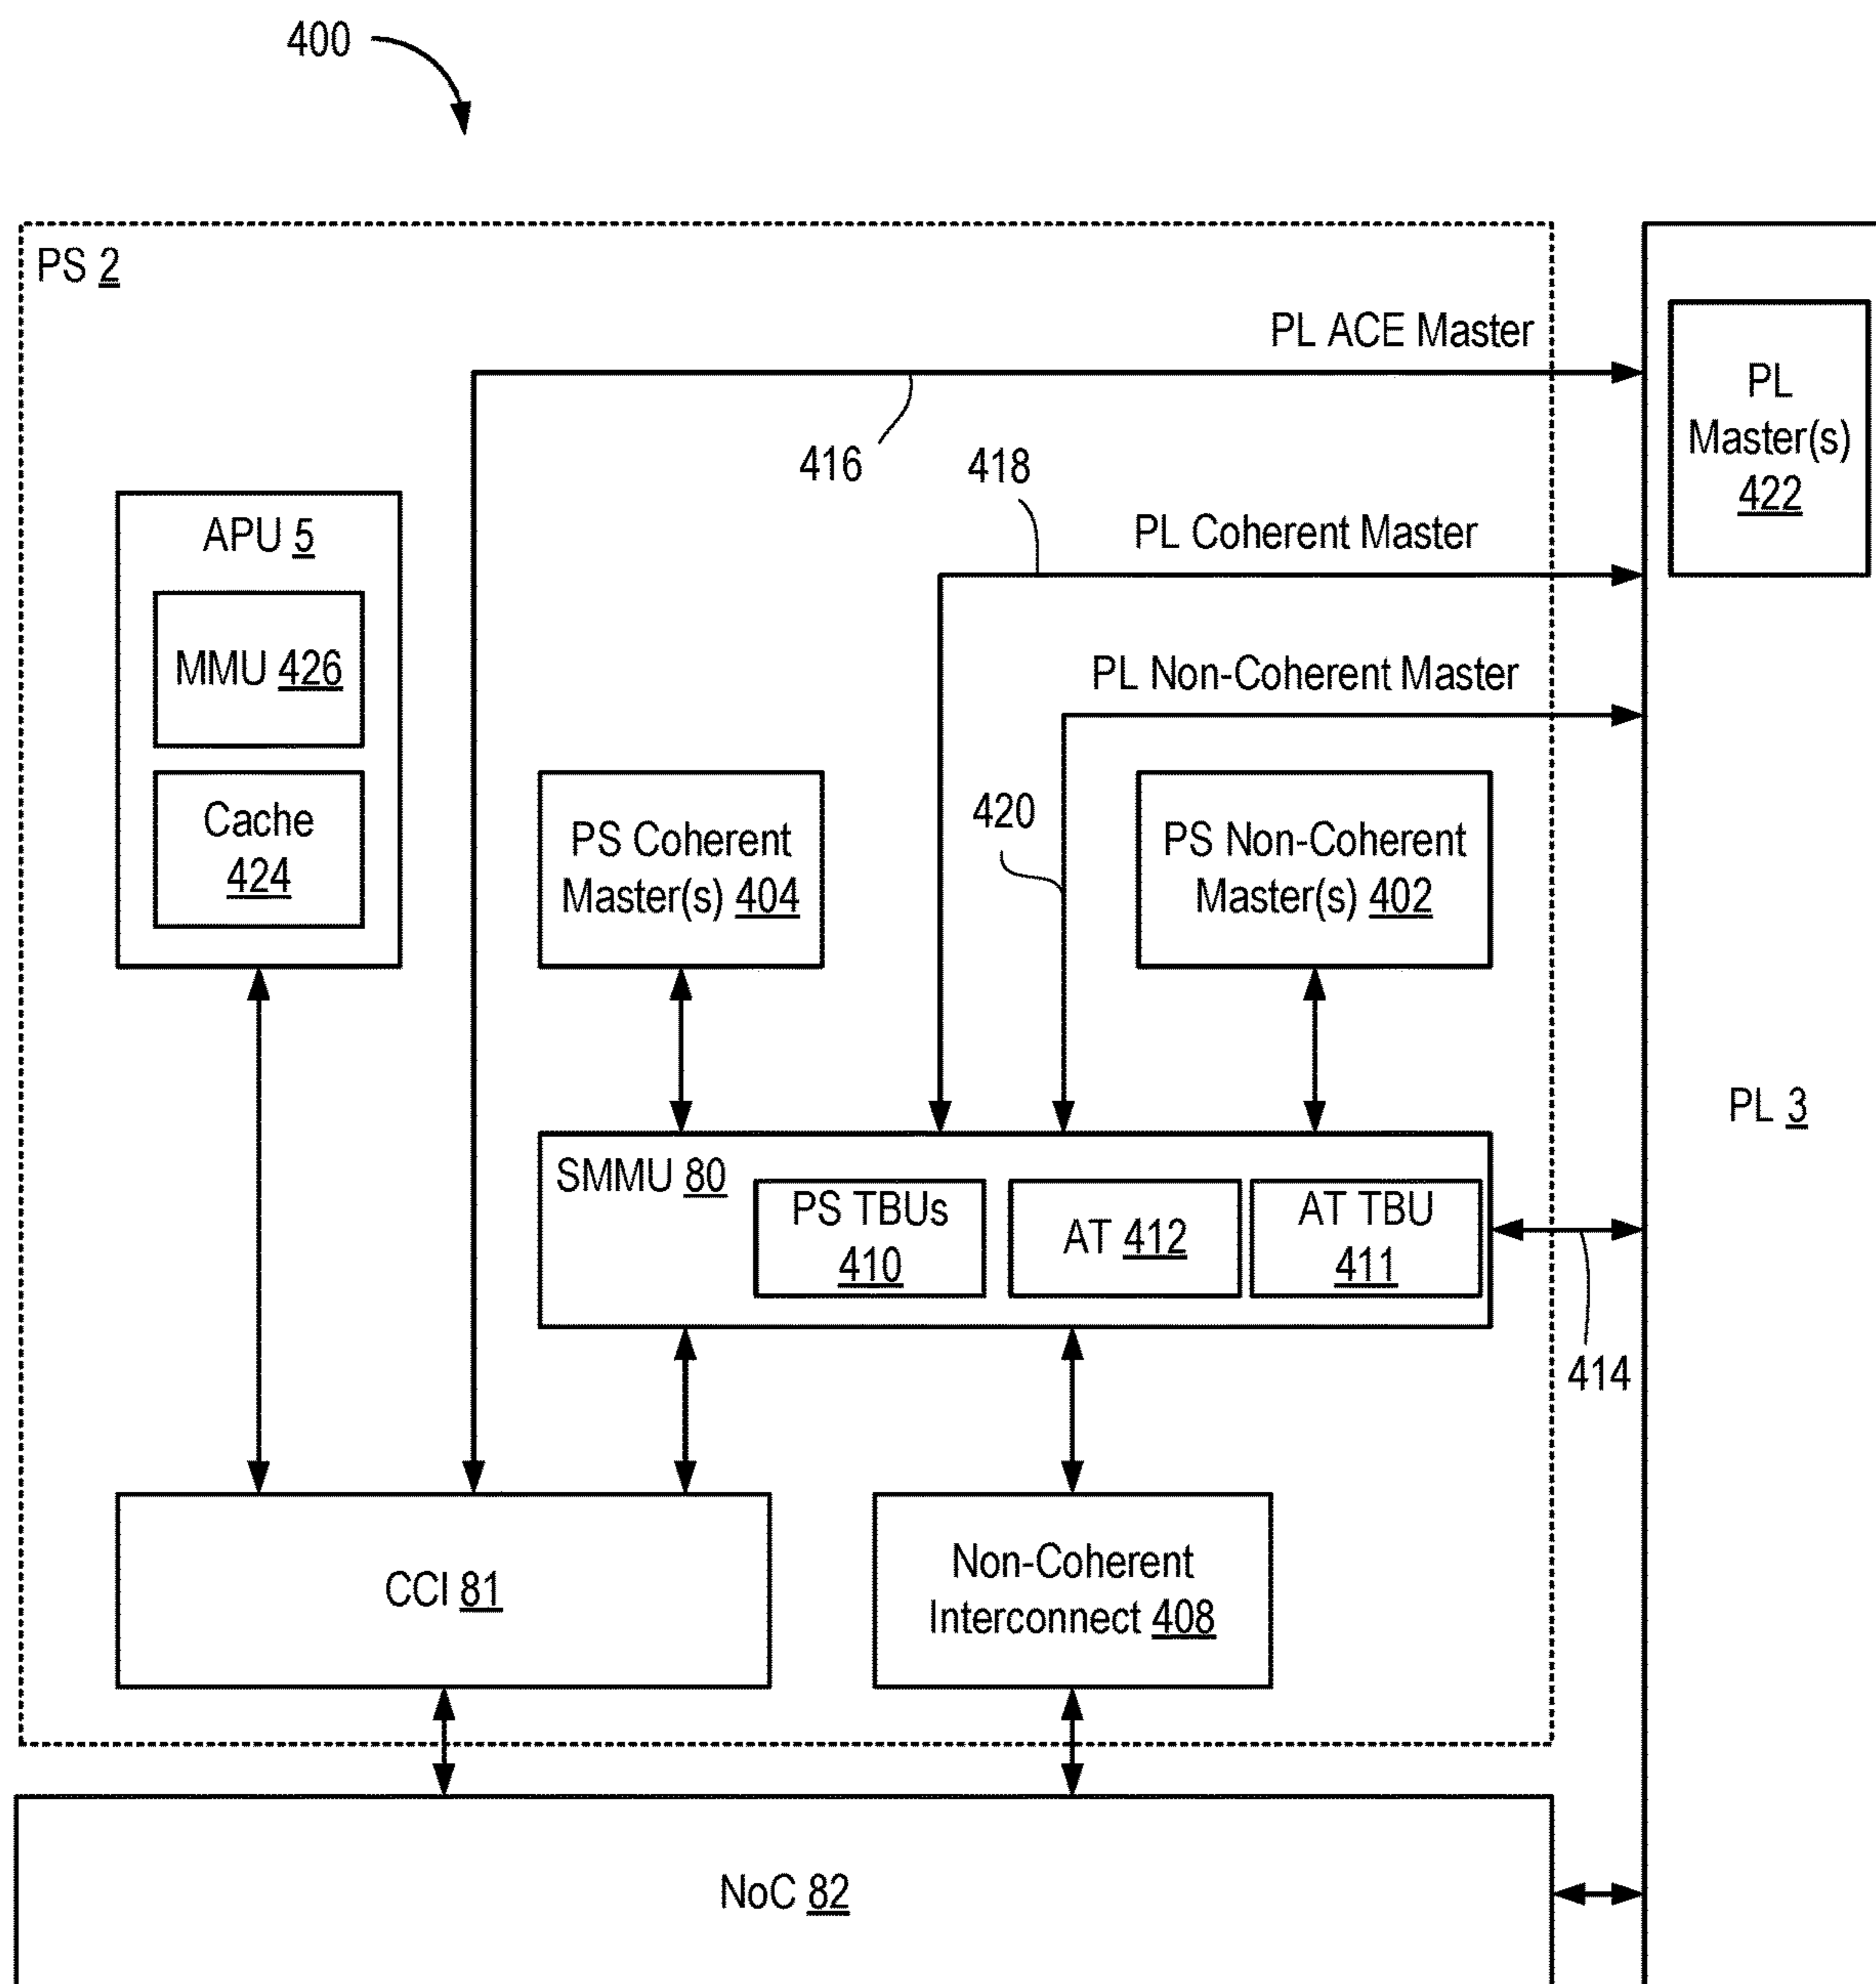 400
PS 2
PL ACE Master
416
418
PL
Master(s)
422
APU 5
MMU 426
Cache
424
PL Coherent Master
PL Non-Coherent Master
420
PS Coherent
Master(s) 404
PS Non-Coherent
Master(s) 402
PL 3
SMMU 80
PS TBUs
410
AT 412
AT TBU
411
414
CCI 81
Non-Coherent
Interconnect 408
NoC 82